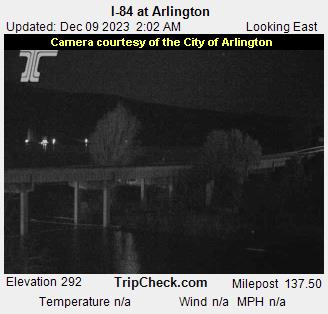 I-84 at Arlington
Updated: Dec 09 2023 2:02 AM Looking East
Camera courtesy of the City of Arlington
Elevation 292 TripCheck.com Milepost 137.50
Temperature n/a Wind n/a MPH n/a